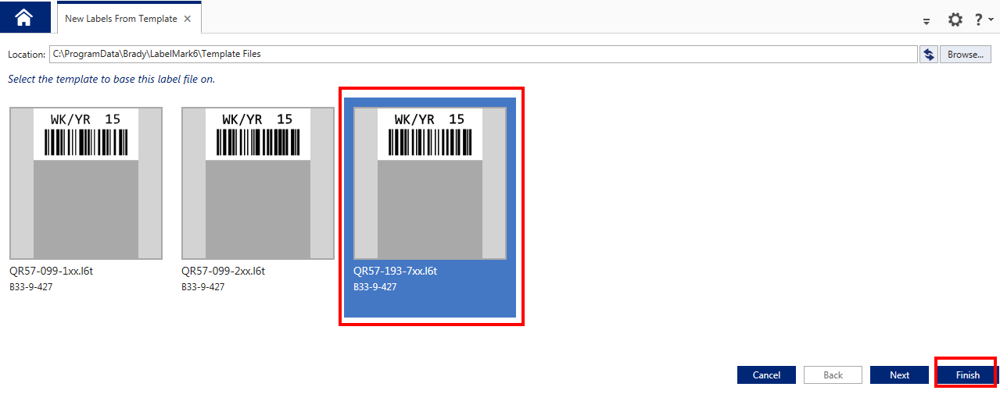 New Labels From Template
?
Location: C:\ProgramData\Brady\LabelMark6\Template Files Browse...
Select the template to base this label file on.
WK/YR 15 WK/YR 15 WK/YR 15
QR57-099-1xx.l6t QR57-099-2xx.l6t QR57-193-7xx.l6t
B33-9-427 B33-9-427 B33-9-427
Cancel Back Next Finish